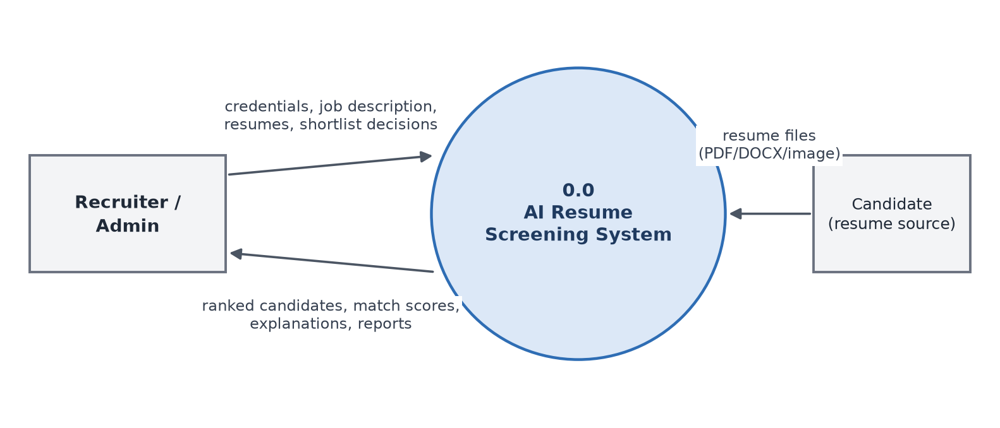 credentials, job description,
resumes, shortlist decisions
resume files
(PDF/DOCX/image)
Recruiter /
Admin
0.0
AI Resume
Screening System
Candidate
(resume source)
ranked candidates, match scores,
explanations, reports